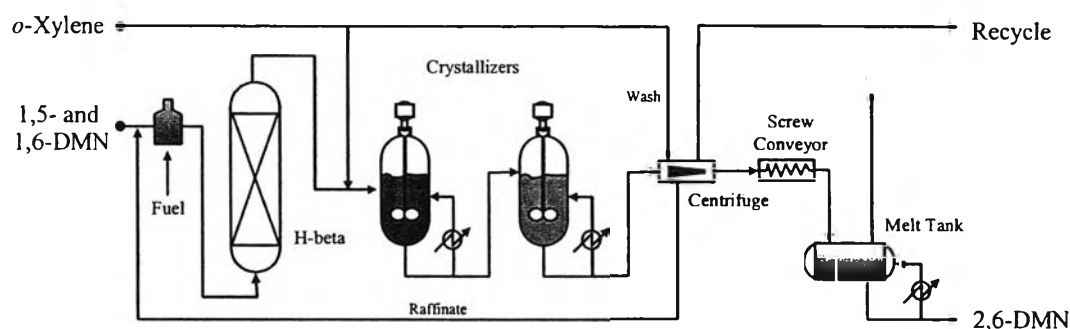 o-Xylene
Recycle
Crystallizers
Wash
1,5- and
1,6-DMN
Screw
Conveyor
Fuel
H-beta
Centrifuge
Melt Tank
Raffinate
2,6-DMN